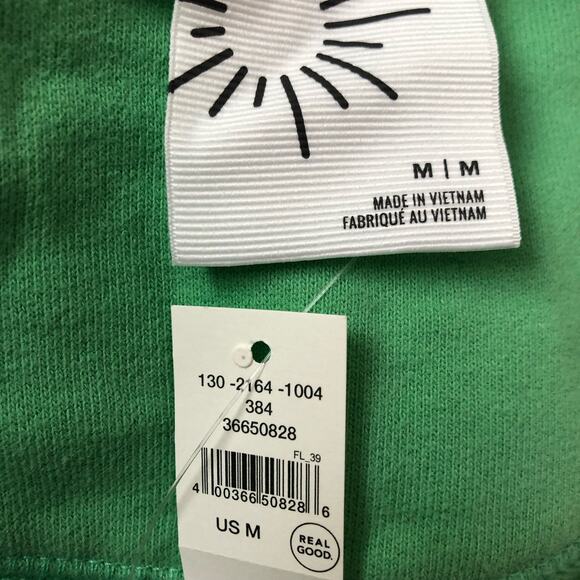 M | M
MADE IN VIETNAM
FABRIQUÉ AU VIETNAM
130 -2164 -1004
384
36650828
FL_39
4 00366 50828 6
US M
REAL
GOOD.